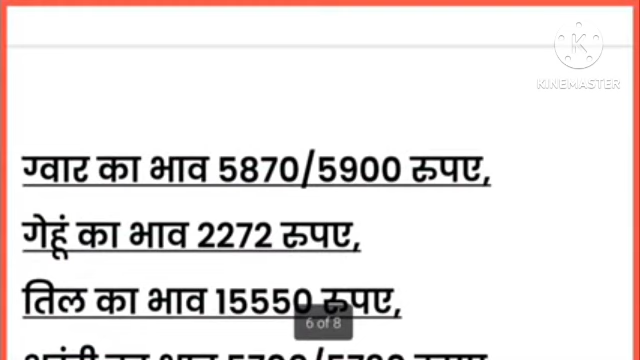 KINEMASTER
ग्वार का भाव 5870/5900 रुपए,
गेहूं का भाव 2272 रुपए,
तिल का भाव 15550 रुपए,
6 of 8